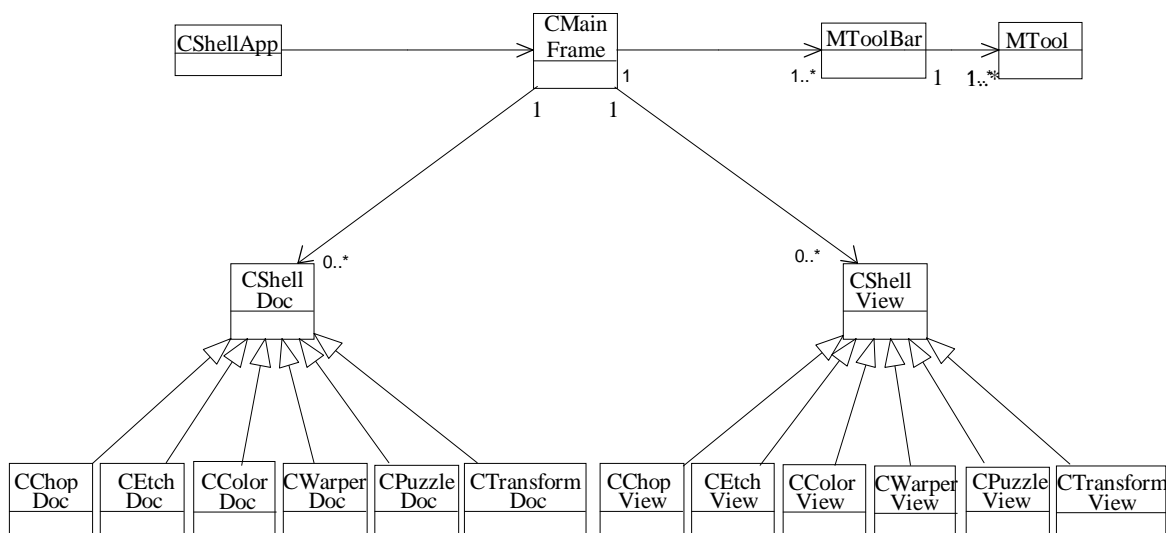 CShellApp
CMain
Frame
MToolBar
MTool
1
1..*
1
1..*
1
1
0..*
0..*
CShell
Doc
CShell
View
CChop
Doc
CEtch
Doc
CColor
Doc
CWarper
Doc
CPuzzle
Doc
CTransform
Doc
CChop
View
CEtch
View
CColor
View
CWarper
View
CPuzzle
View
CTransform
View